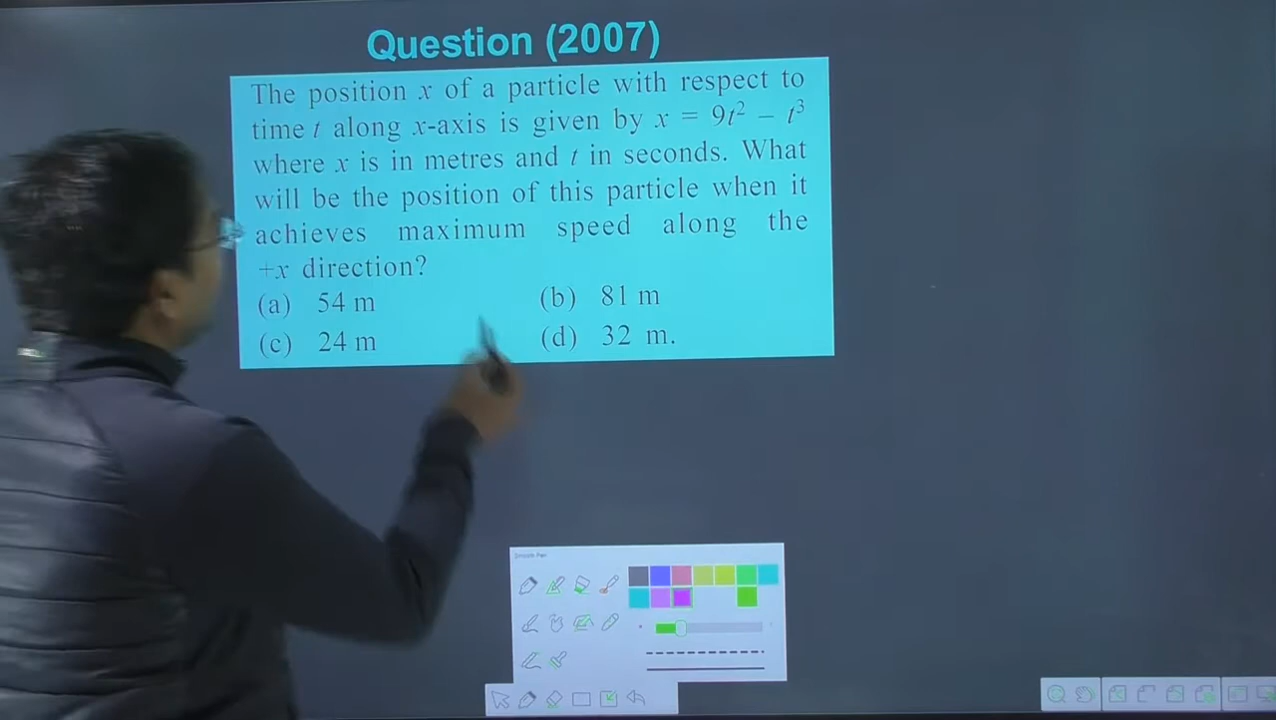 Question (2007)
The position x of a particle with respect to
time t along x-axis is given by x = 9t² – t³
where x is in metres and t in seconds. What
will be the position of this particle when it
achieves maximum speed along the
+x direction?
(a) 54 m (b) 81 m
(c) 24 m (d) 32 m.
Smooth Pen